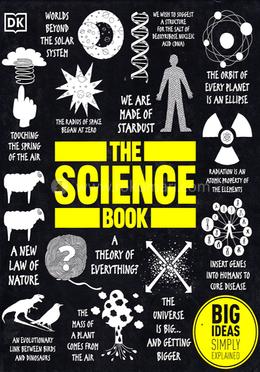 DK
WORLDS
BEYOND
THE SOLAR
SYSTEM
WE WISH TO SUGGEST
A STRUCTURE
FOR THE SALT OF
DEOXYRIBOSE NUCLEIC
ACID (DNA)
THE ORBIT OF
EVERY PLANET
IS AN ELLIPSE
THE RADIUS OF SPACE
BEGAN AT ZERO
WE ARE
MADE OF
STARDUST
TOUCHING
THE SPRING
OF THE AIR
RADIATION IS AN
ATOMIC PROPERTY OF
THE ELEMENTS
THE
SCIENCE
BOOK
A NEW
LAW OF
NATURE
?
A
THEORY OF
EVERYTHING?
INSERT GENES
INTO HUMANS TO
CURE DISEASE
AN EVOLUTIONARY
LINK BETWEEN BIRDS
AND DINOSAURS
THE
MASS OF
A PLANT
COMES FROM
THE AIR
THE
UNIVERSE
IS BIG...
AND GETTING
BIGGER
BIG
IDEAS
SIMPLY
EXPLAINED